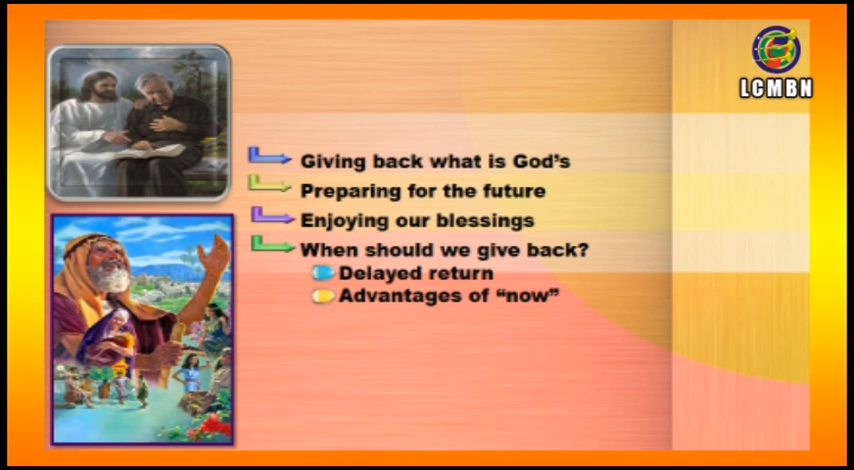 LCMBN
Giving back what is God's
Preparing for the future
Enjoying our blessings
When should we give back?
Delayed return
Advantages of “now”